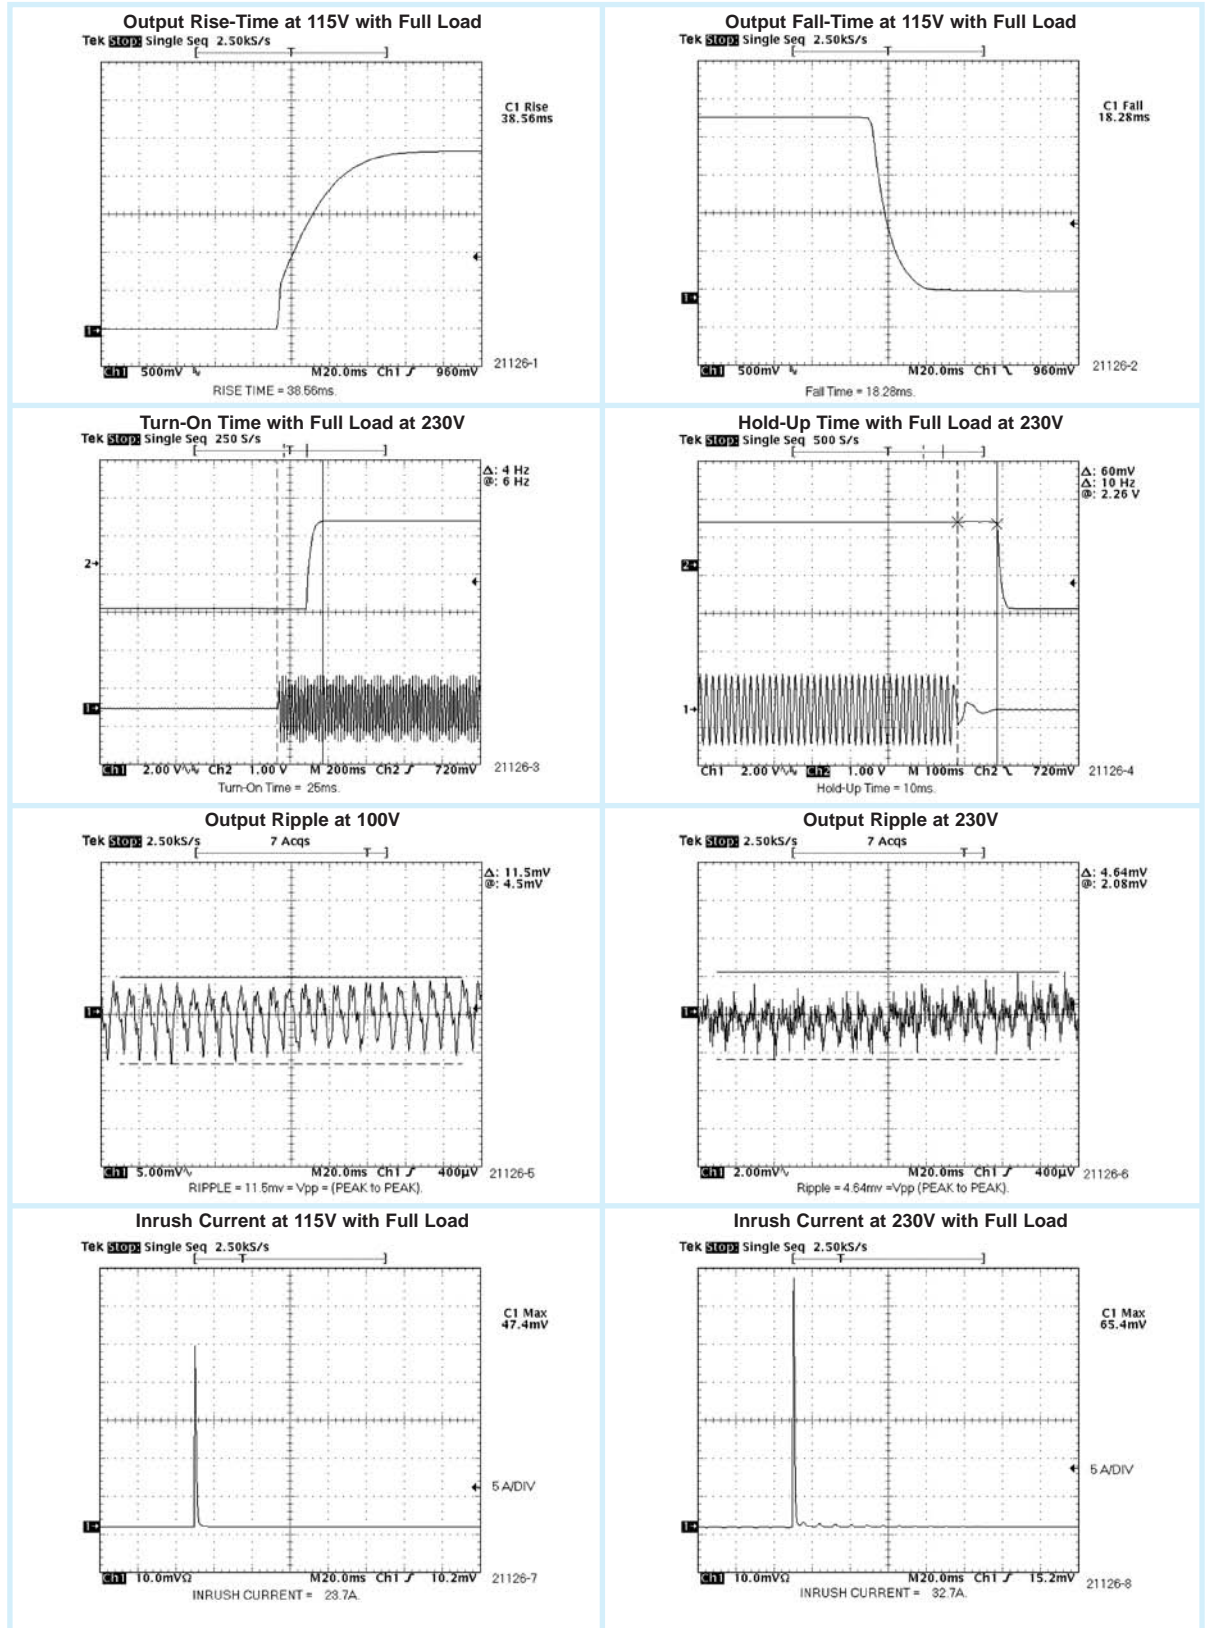 Output Rise-Time at 115V with Full Load
Tek Stop: Single Seq 2.50kS/s
[ T ]
C1 Rise
38.56ms
1→
Ch1 500mV M20.0ms Ch1 960mV
21126-1
RISE TIME = 38.56ms.
Output Fall-Time at 115V with Full Load
Tek Stop: Single Seq 2.50kS/s
[ T ]
C1 Fall
18.28ms
1→
Ch1 500mV M20.0ms Ch1 960mV
21126-2
Fall Time = 18.28ms.
Turn-On Time with Full Load at 230V
Tek Stop: Single Seq 250 S/s
[ T ]
Δ: 4 Hz
@: 6 Hz
2→
1→
Ch1 2.00 V Ch2 1.00 V M 200ms Ch2 720mV
21126-3
Turn-On Time = 25ms.
Hold-Up Time with Full Load at 230V
Tek Stop: Single Seq 500 S/s
[ T ]
Δ: 60mV
Δ: 10 Hz
@: 2.26 V
2→
1→
Ch1 2.00 V Ch2 1.00 V M 100ms Ch2 720mV
21126-4
Hold-Up Time = 10ms.
Output Ripple at 100V
Tek Stop: 2.50kS/s 7 Acqs
[ T ]
Δ: 11.5mV
@: 4.5mV
1→
Ch1 5.00mV M20.0ms Ch1 400µV
21126-5
RIPPLE = 11.5mv = Vpp = (PEAK to PEAK).
Output Ripple at 230V
Tek Stop: 2.50kS/s 7 Acqs
[ T ]
Δ: 4.64mV
@: 2.08mV
1→
Ch1 2.00mV M20.0ms Ch1 400µV
21126-6
Ripple = 4.64mv =Vpp (PEAK to PEAK).
Inrush Current at 115V with Full Load
Tek Stop: Single Seq 2.50kS/s
[ T ]
C1 Max
47.4mV
5 A/DIV
1→
Ch1 10.0mVΩ M20.0ms Ch1 10.2mV
21126-7
INRUSH CURRENT = 23.7A.
Inrush Current at 230V with Full Load
Tek Stop: Single Seq 2.50kS/s
[ T ]
C1 Max
65.4mV
5 A/DIV
1→
Ch1 10.0mVΩ M20.0ms Ch1 15.2mV
21126-8
INRUSH CURRENT = 32.7A.